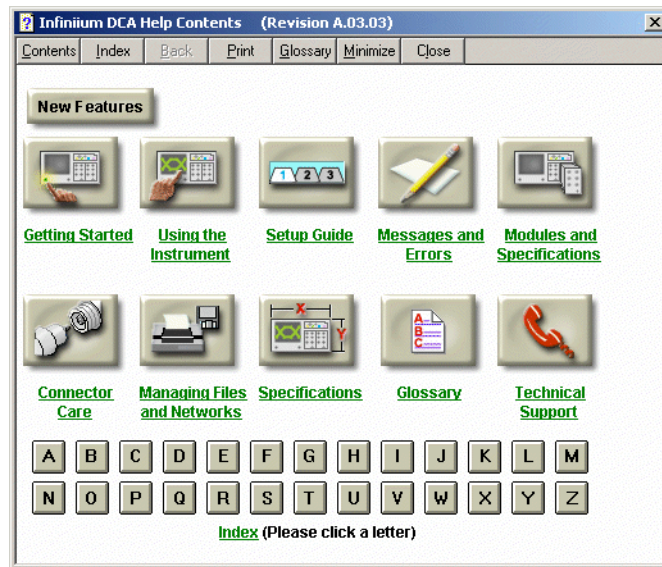 Infiniium DCA Help Contents (Revision A.03.03)
Contents Index Back Print Glossary Minimize Close
New Features
1 2 3
Getting Started
Using the
Instrument
Setup Guide
Messages and
Errors
Modules and
Specifications
X
Y
A
B
C
Connector
Care
Managing Files
and Networks
Specifications
Glossary
Technical
Support
A B C D E F G H I J K L M
N O P Q R S T U V W X Y Z
Index (Please click a letter)